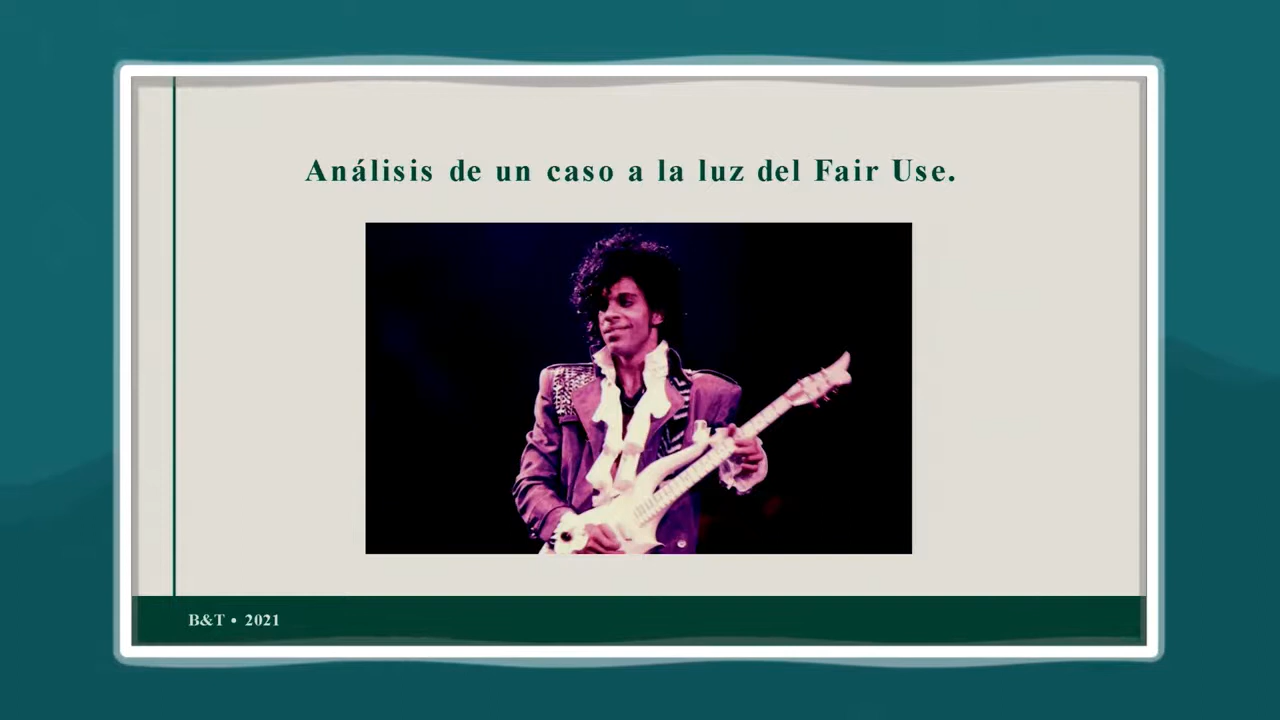 Análisis de un caso a la luz del Fair Use.
B&T • 2021